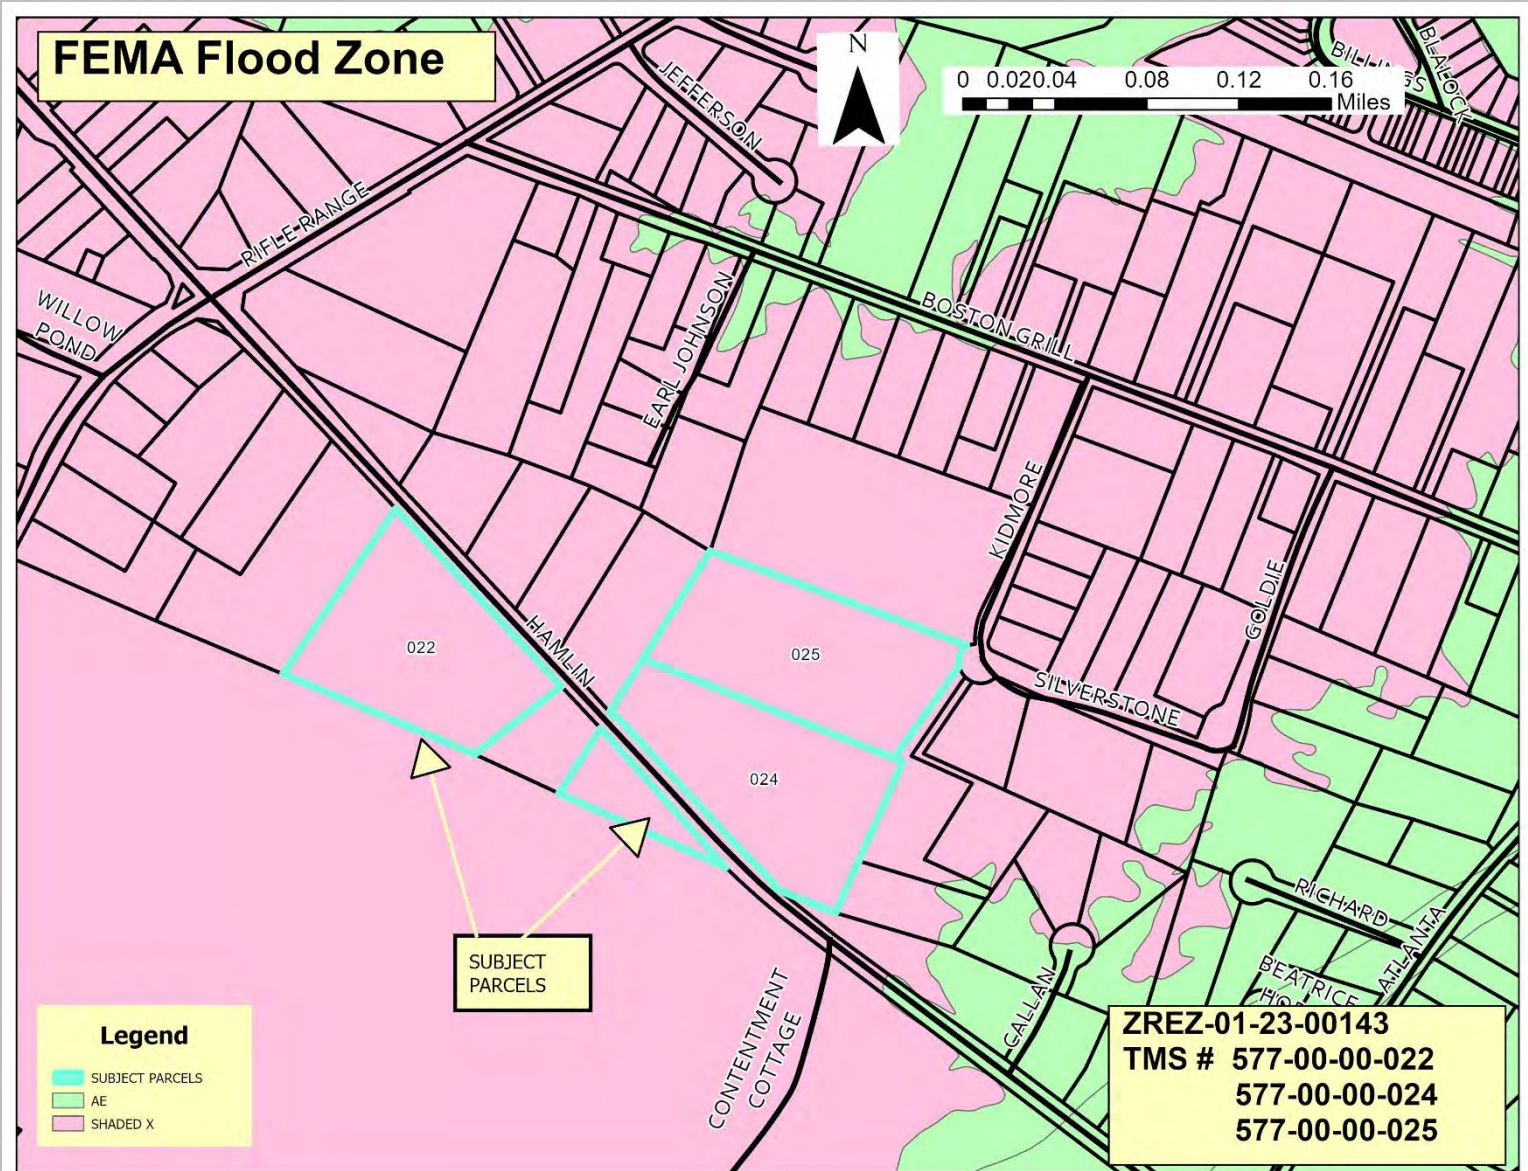 FEMA Flood Zone
N
0 0.02 0.04 0.08 0.12 0.16
Miles
JEFFERSON
BLALOCK
RIFLE RANGE
WILLOW
POND
EARL JOHNSON
BOSTON GRILL
KIDMORE
GOLDIE
HAMLIN
022
025
SILVERSTONE
024
RICHARD
ATLANTA
SUBJECT
PARCELS
BEATRICE
CALLAN
CONTENTMENT
COTTAGE
Legend
SUBJECT PARCELS
AE
SHADED X
ZREZ-01-23-00143
TMS # 577-00-00-022
577-00-00-024
577-00-00-025